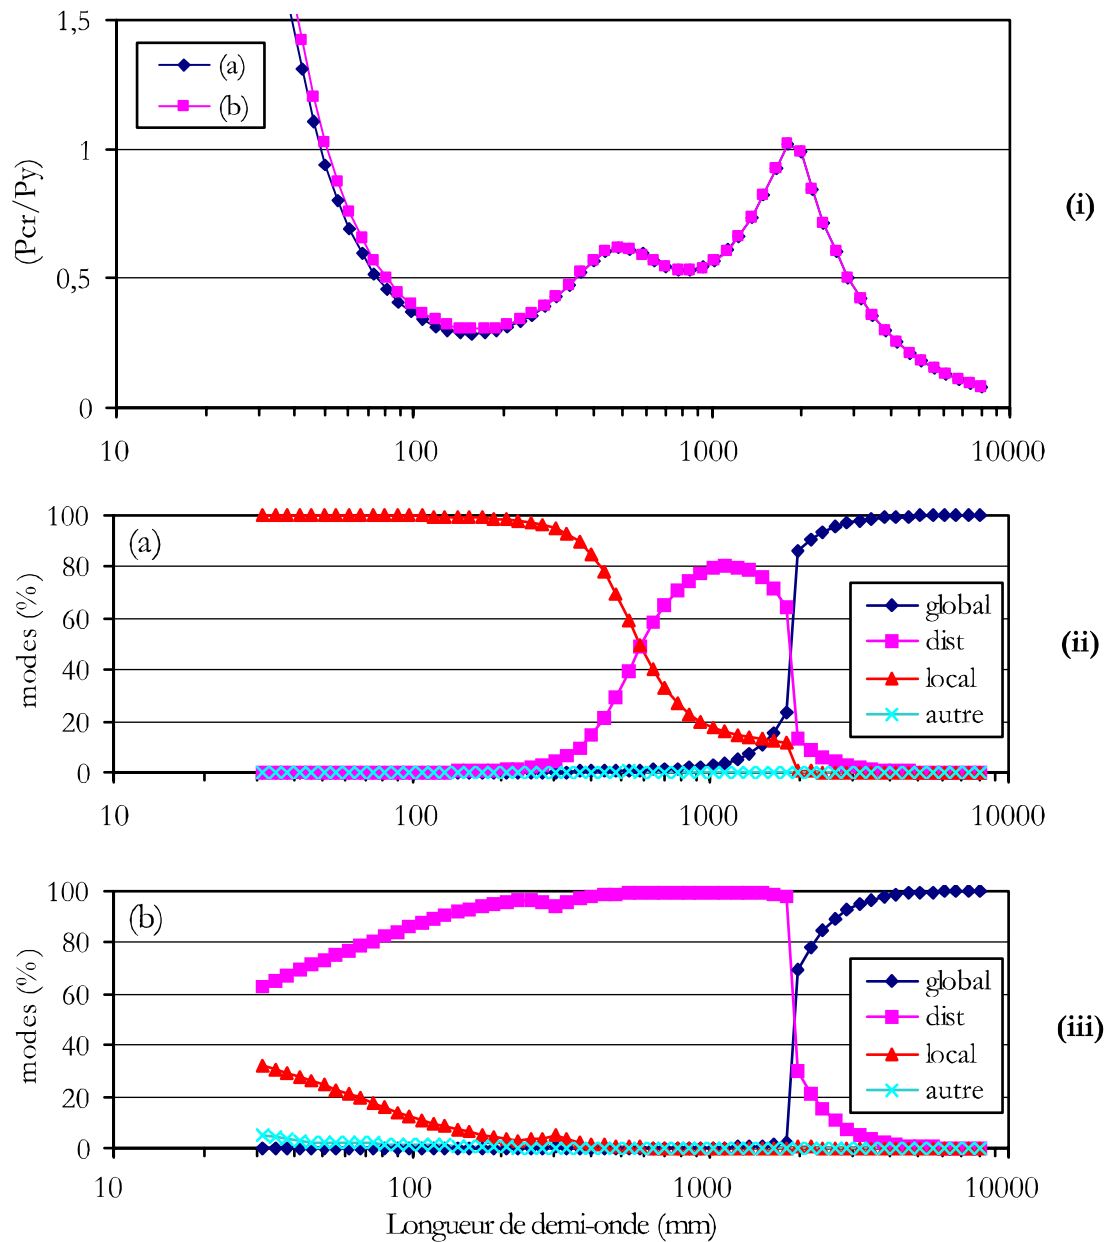 1,5
(a)
(b)
1
(Pcr/Py)
(i)
0,5
0
10 100 1000 10000
100
(a)
80
modes (%)
60
40
20
0
global
dist
local
autre
(ii)
10 100 1000 10000
100
(b)
80
modes (%)
60
40
20
0
global
dist
local
autre
(iii)
10 100 1000 10000
Longueur de demi-onde (mm)